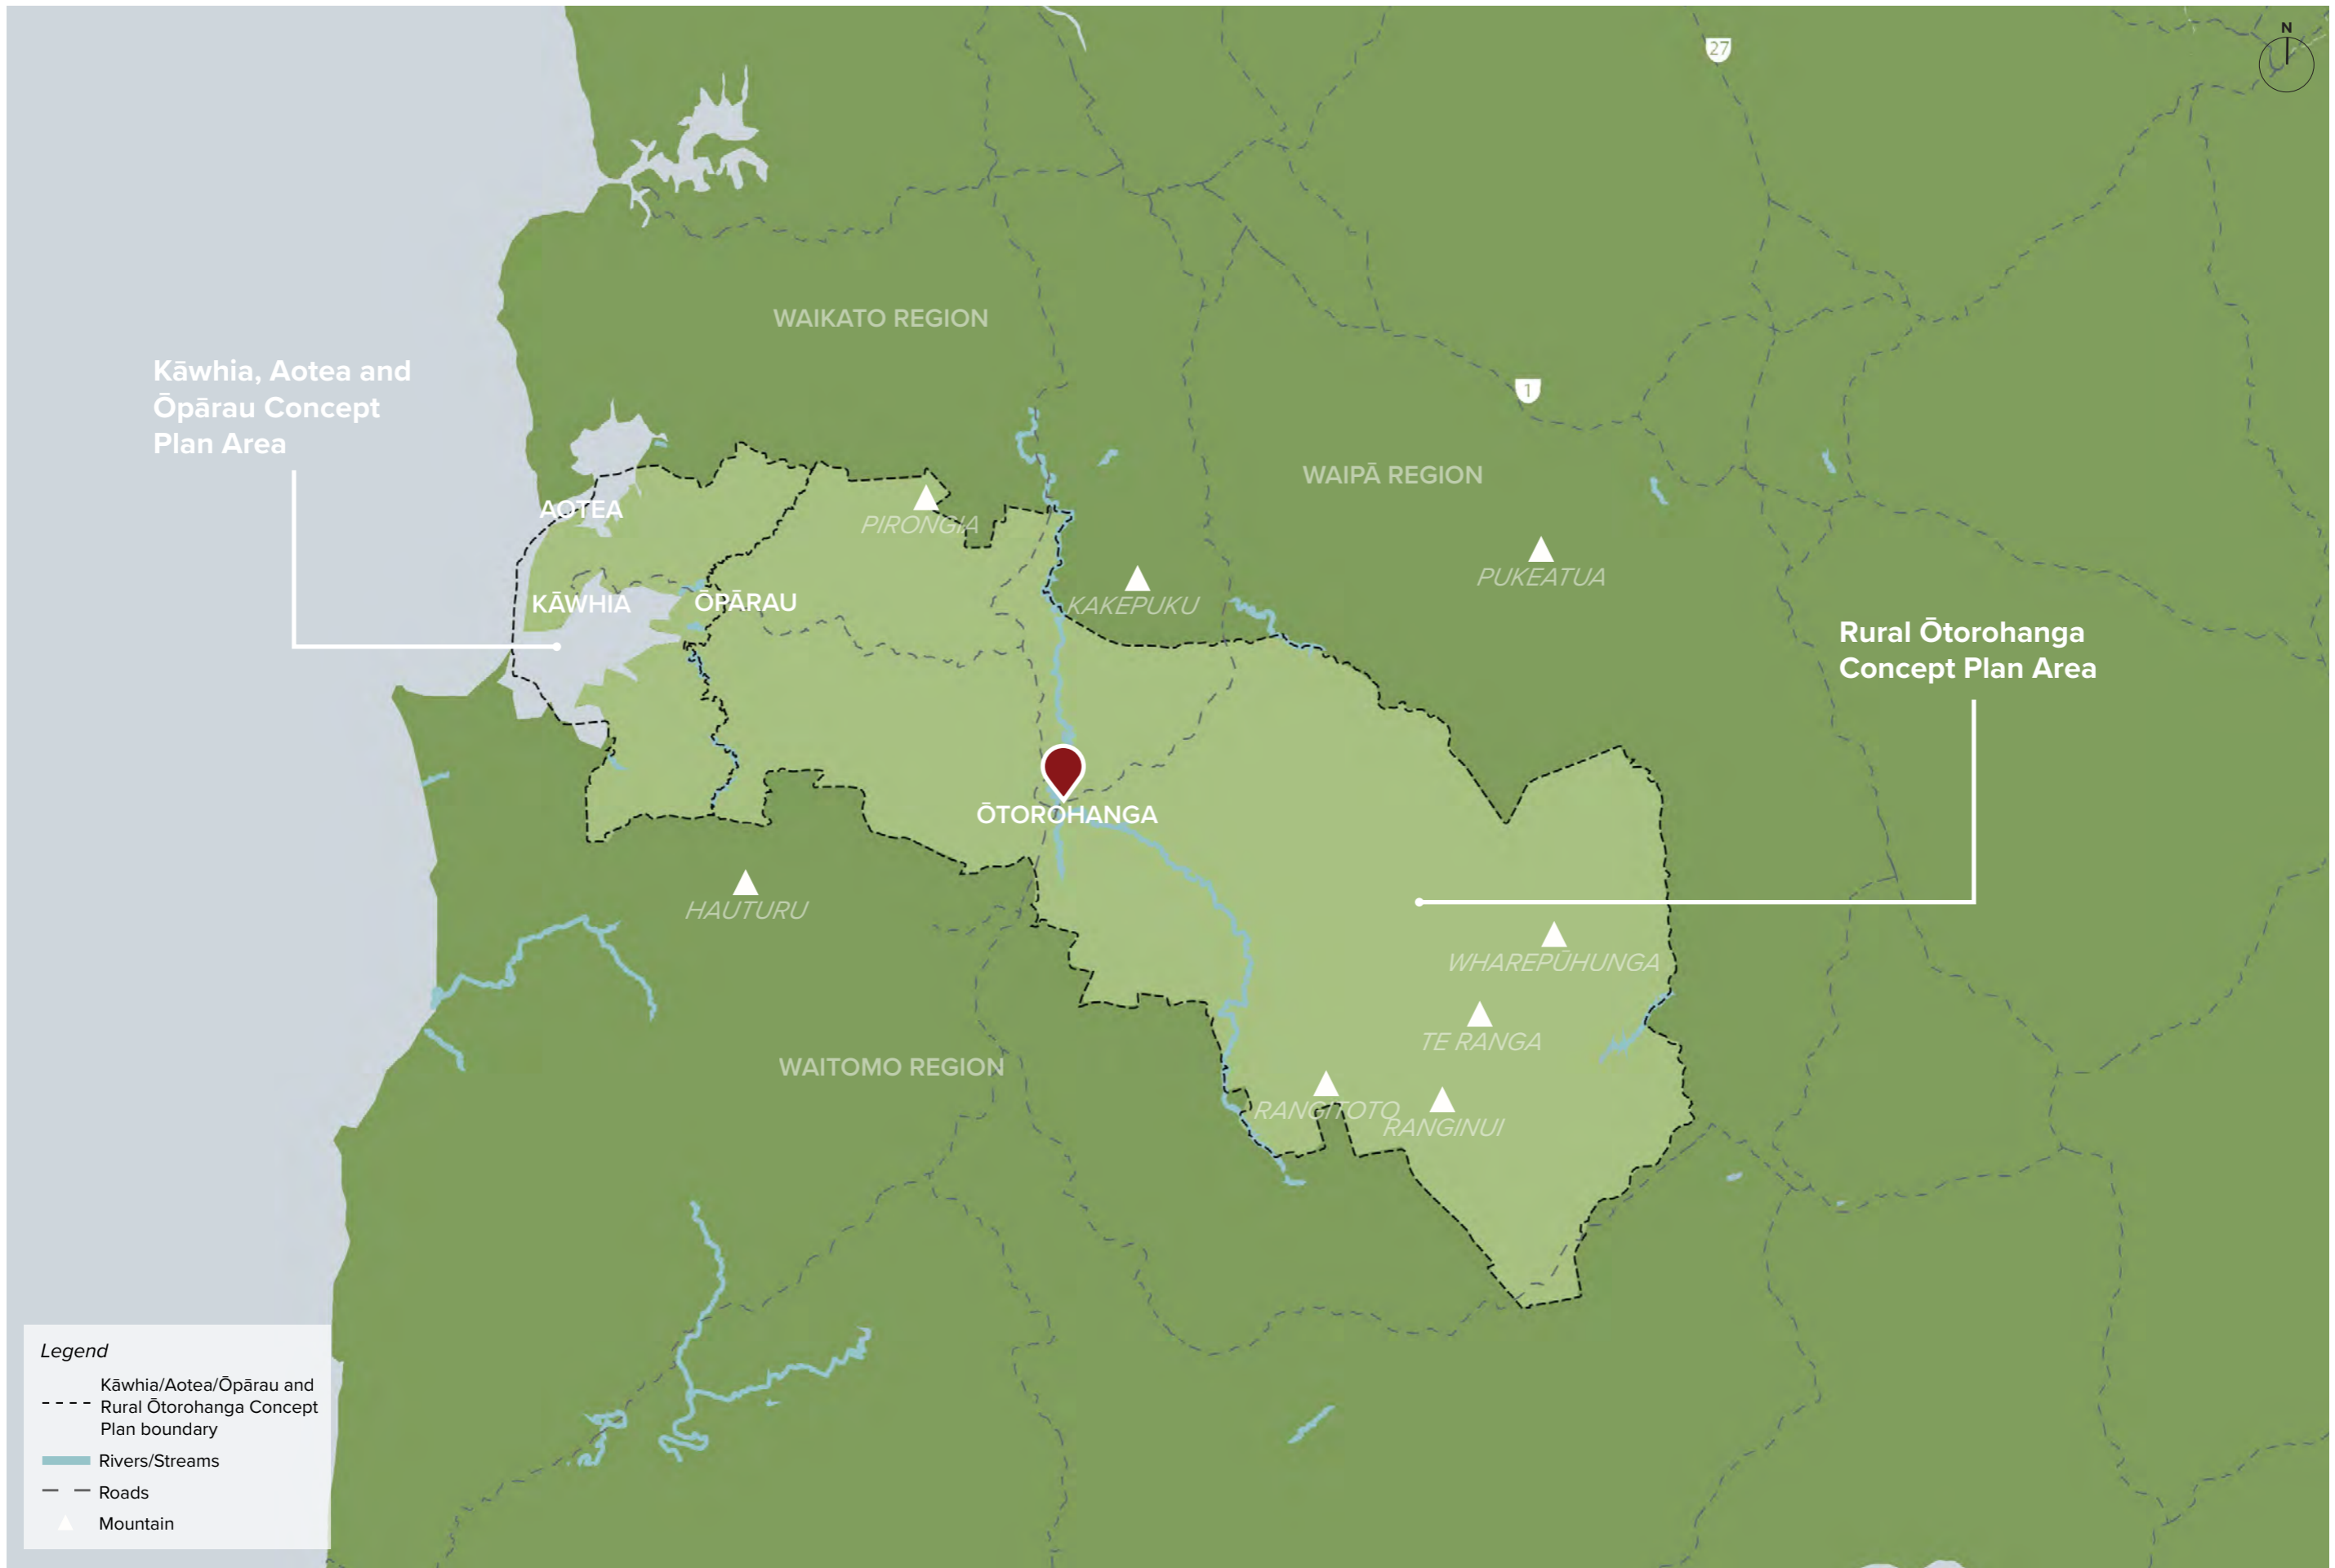 N
27
WAIKATO REGION
Kāwhia, Aotea and
Ōpārau Concept
Plan Area
1
WAIPĀ REGION
AOTEA
PIRONGIA
PUKEATUA
KĀWHIA
ŌPĀRAU
KAKEPUKU
Rural Ōtorohanga
Concept Plan Area
ŌTOROHANGA
HAUTURU
WHAREPŪHUNGA
TE RANGA
WAITOMO REGION
RANGITOTO
RANGINUI
Legend
Kāwhia/Aotea/Ōpārau and
Rural Ōtorohanga Concept
Plan boundary
Rivers/Streams
Roads
Mountain